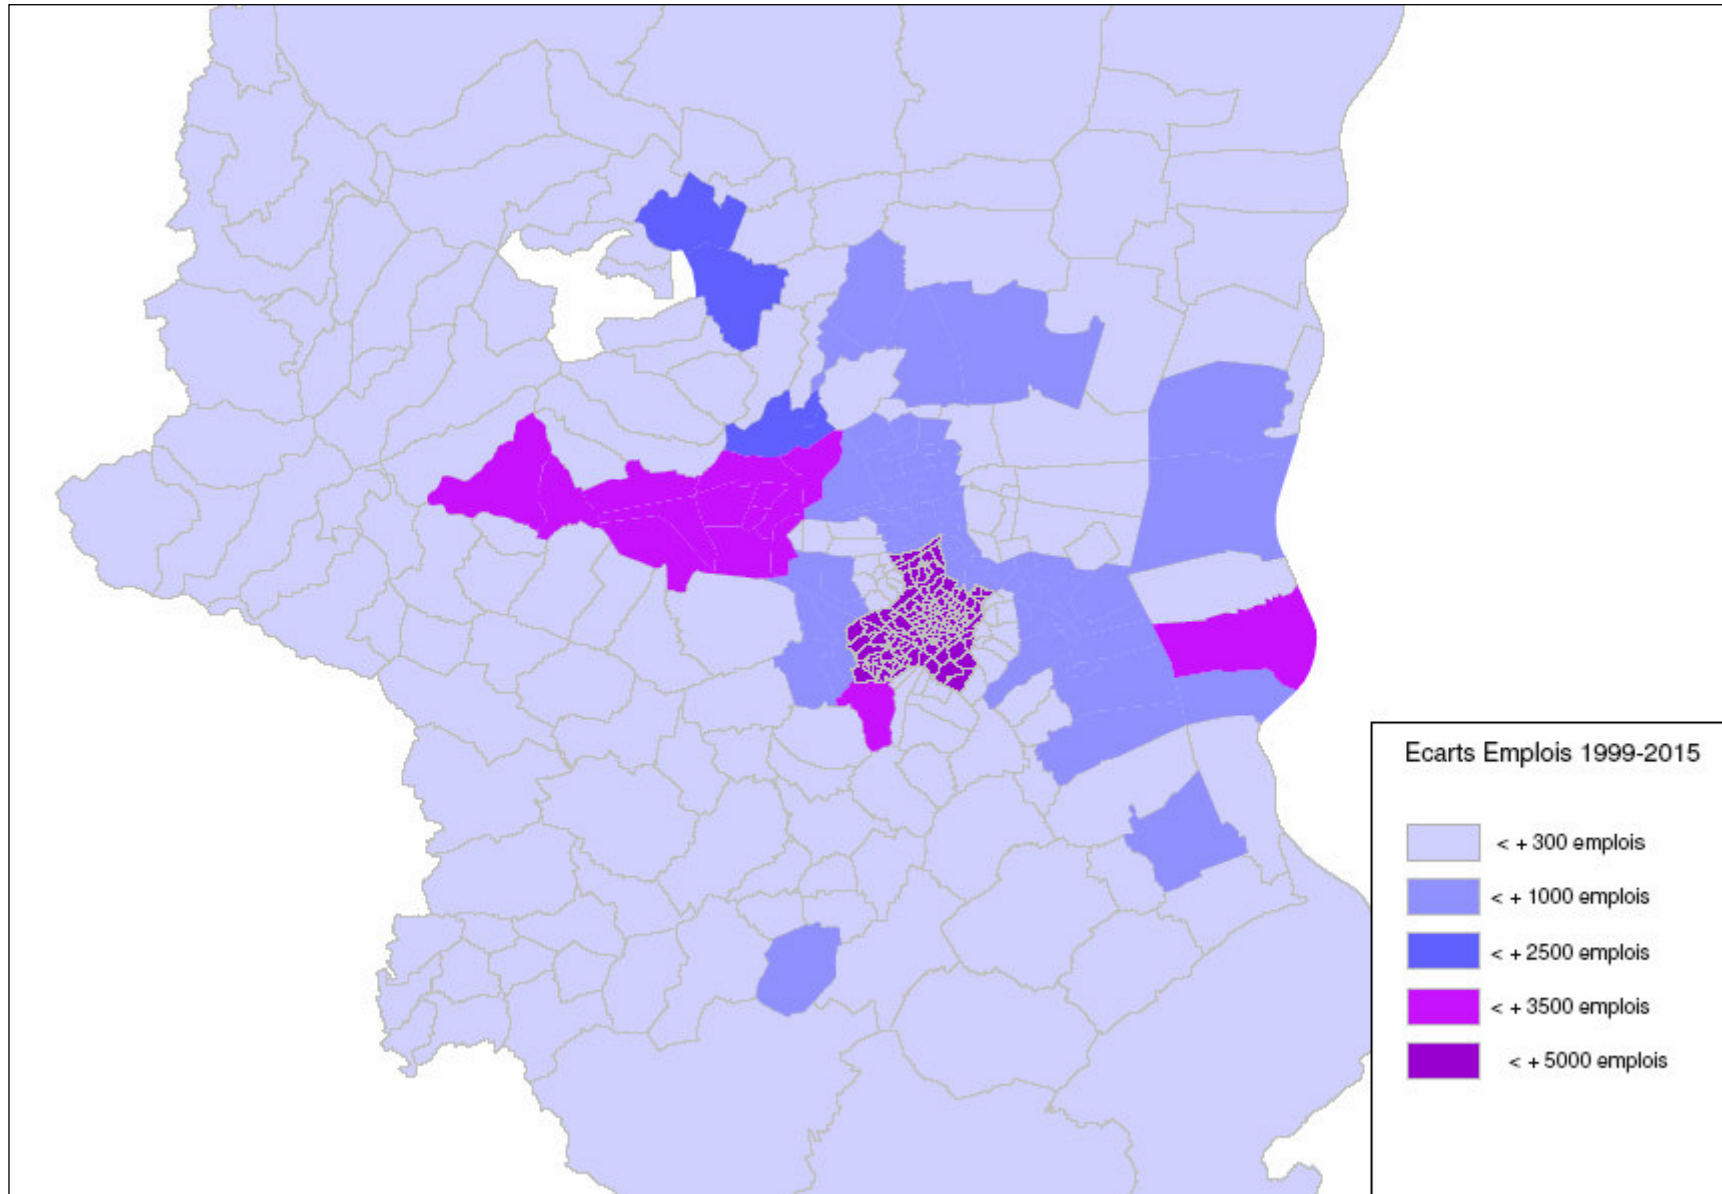 Ecarts Emplois 1999-2015
< + 300 emplois
< + 1000 emplois
< + 2500 emplois
< + 3500 emplois
< + 5000 emplois